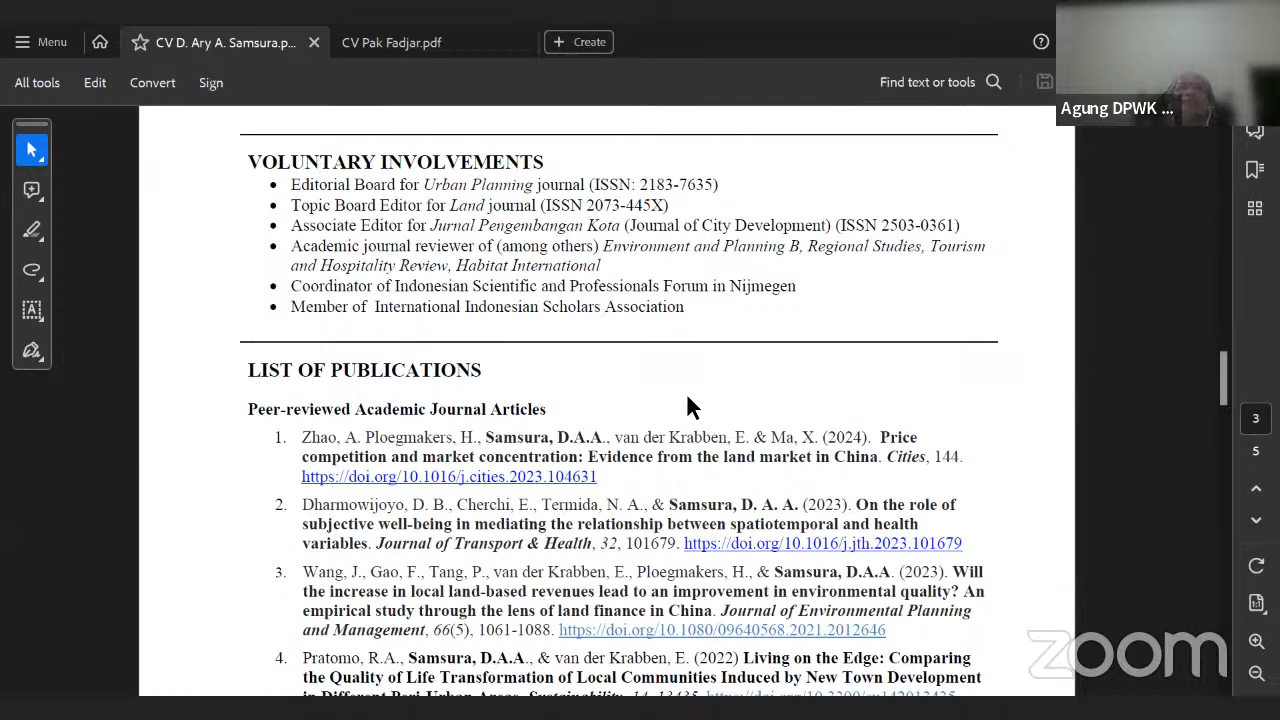 Menu
CV D. Ary A. Samsura.p...
CV Pak Fadjar.pdf
Create
All tools
Edit
Convert
Sign
Find text or tools
Agung DPWK ...
VOLUNTARY INVOLVEMENTS
• Editorial Board for Urban Planning journal (ISSN: 2183-7635)
• Topic Board Editor for Land journal (ISSN 2073-445X)
• Associate Editor for Jurnal Pengembangan Kota (Journal of City Development) (ISSN 2503-0361)
• Academic journal reviewer of (among others) Environment and Planning B, Regional Studies, Tourism
and Hospitality Review, Habitat International
• Coordinator of Indonesian Scientific and Professionals Forum in Nijmegen
• Member of International Indonesian Scholars Association
LIST OF PUBLICATIONS
Peer-reviewed Academic Journal Articles
1. Zhao, A. Ploegmakers, H., Samsura, D.A.A., van der Krabben, E. & Ma, X. (2024). Price
competition and market concentration: Evidence from the land market in China. Cities, 144.
https://doi.org/10.1016/j.cities.2023.104631
2. Dharmowijoyo, D. B., Cherchi, E., Termida, N. A., & Samsura, D. A. A. (2023). On the role of
subjective well-being in mediating the relationship between spatiotemporal and health
variables. Journal of Transport & Health, 32, 101679. https://doi.org/10.1016/j.jth.2023.101679
3. Wang, J., Gao, F., Tang, P., van der Krabben, E., Ploegmakers, H., & Samsura, D.A.A. (2023). Will
the increase in local land-based revenues lead to an improvement in environmental quality? An
empirical study through the lens of land finance in China. Journal of Environmental Planning
and Management, 66(5), 1061-1088. https://doi.org/10.1080/09640568.2021.2012646
4. Pratomo, R.A., Samsura, D.A.A., & van der Krabben, E. (2022) Living on the Edge: Comparing
the Quality of Life Transformation of Local Communities Induced by New Town Development
in Different Peri-Urban Areas. Sustainability, 14, 13435.
3
5
zoom